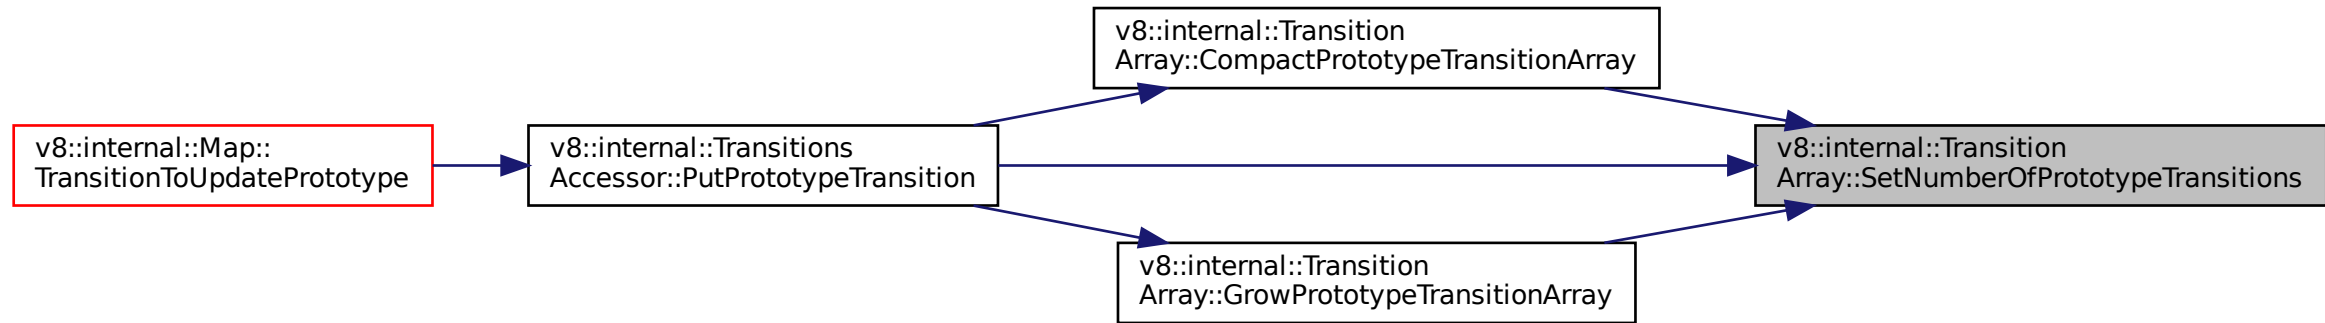 v8::internal::Transition
Array::CompactPrototypeTransitionArray
v8::internal::Map::
TransitionToUpdatePrototype
v8::internal::Transitions
Accessor::PutPrototypeTransition
v8::internal::Transition
Array::SetNumberOfPrototypeTransitions
v8::internal::Transition
Array::GrowPrototypeTransitionArray